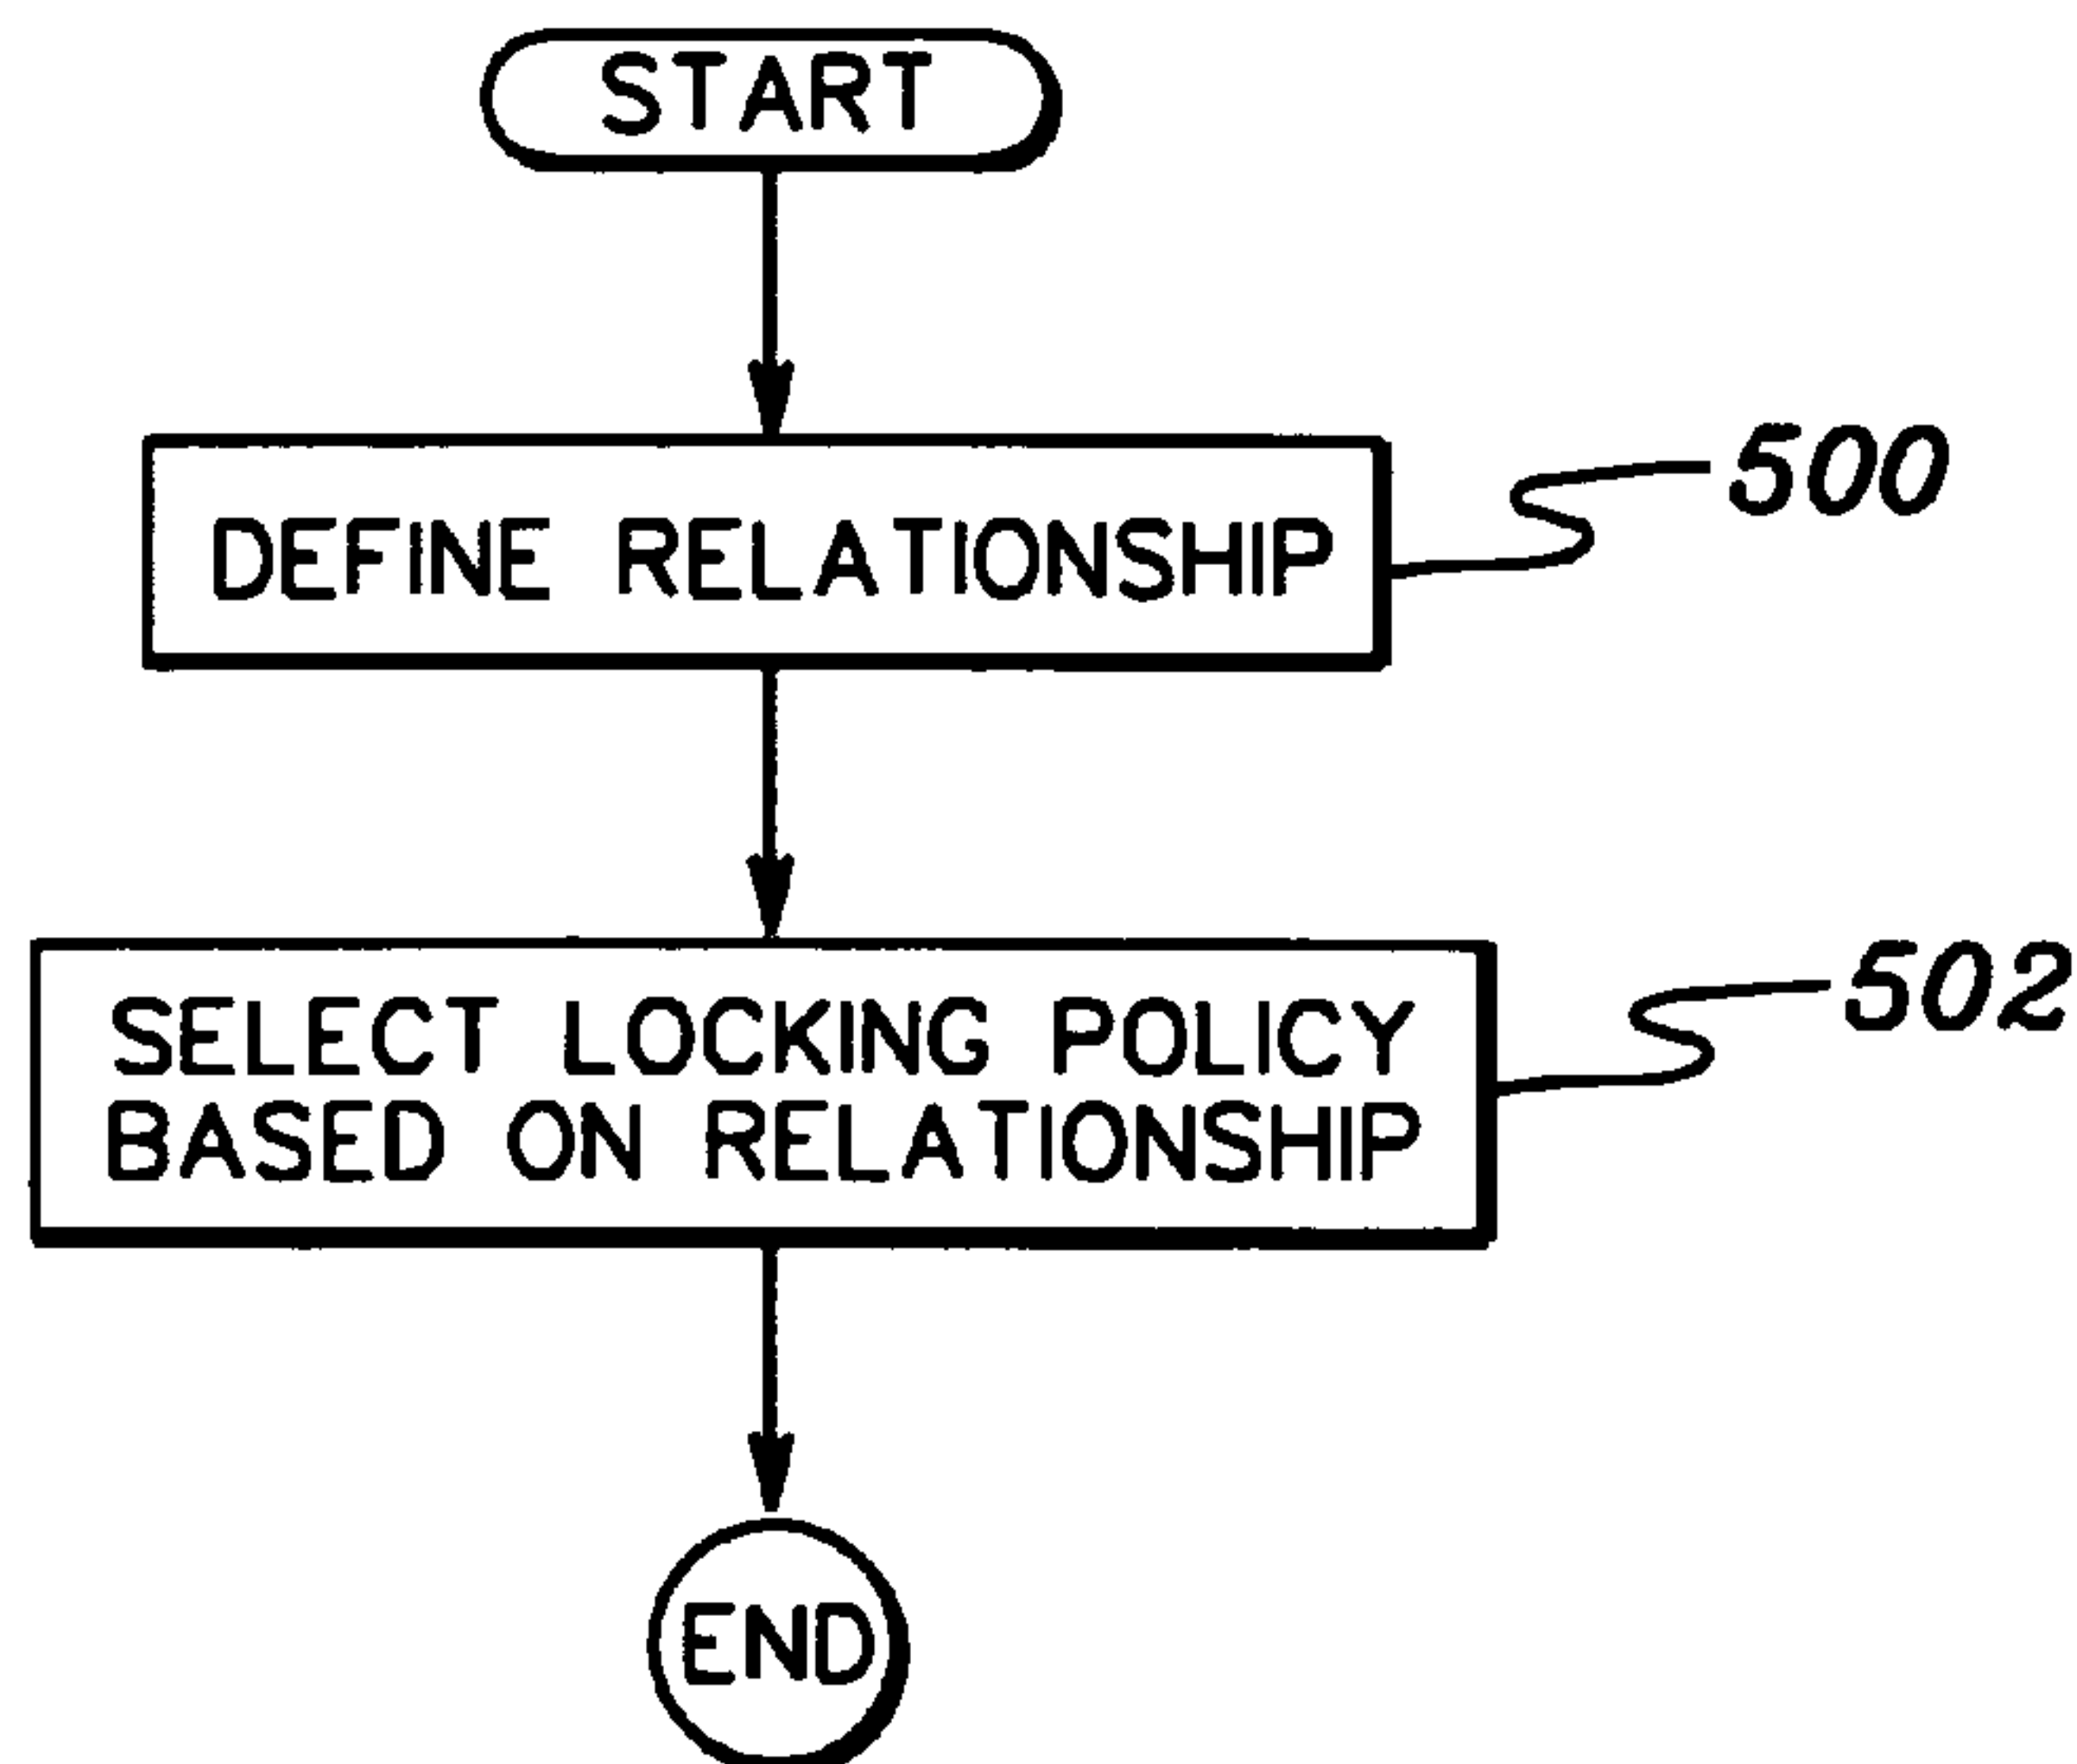 START
DEFINE RELATIONSHIP
500
SELECT LOCKING POLICY
BASED ON RELATIONSHIP
502
END